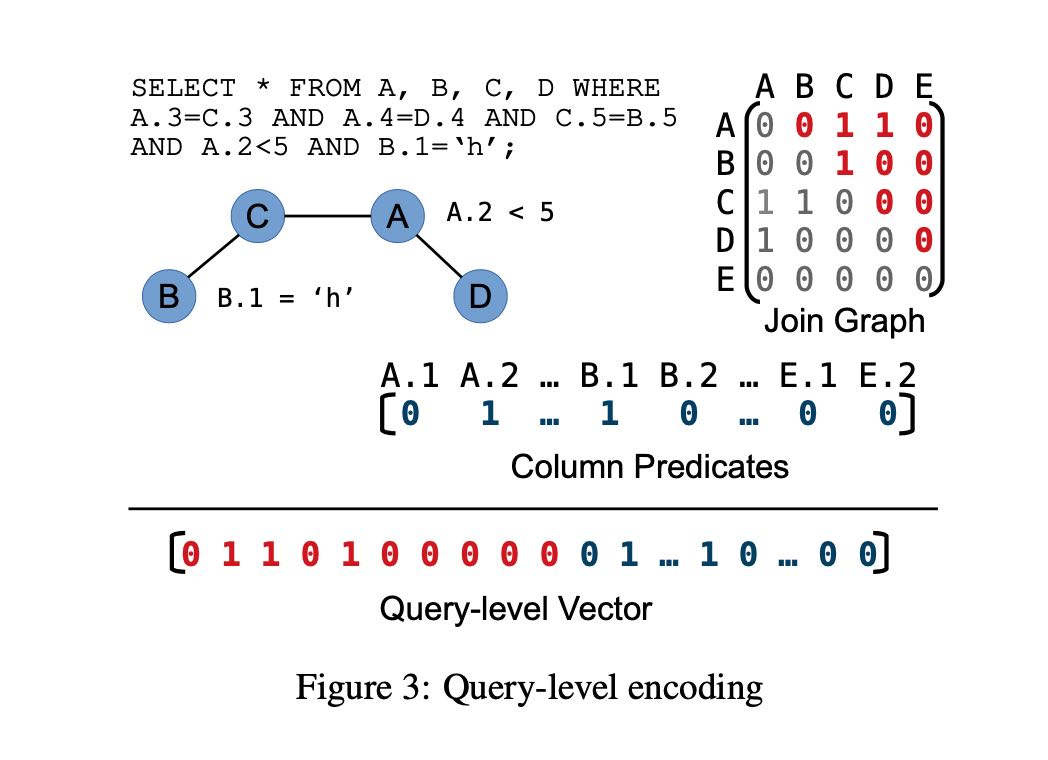 SELECT * FROM A, B, C, D WHERE
A.3=C.3 AND A.4=D.4 AND C.5=B.5
AND A.2<5 AND B.1=‘h’;
C A A.2 < 5
B B.1 = ‘h’ D
A B C D E
A 0 0 1 1 0
B 0 0 1 0 0
C 1 1 0 0 0
D 1 0 0 0 0
E 0 0 0 0 0
Join Graph
A.1 A.2 … B.1 B.2 … E.1 E.2
[0 1 … 1 0 … 0 0]
Column Predicates
[0 1 1 0 1 0 0 0 0 0 0 1 … 1 0 … 0 0]
Query-level Vector
Figure 3: Query-level encoding